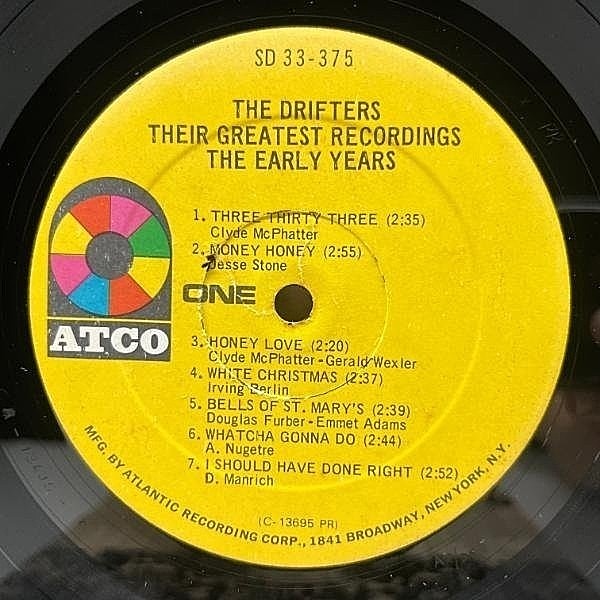 SD 33-375
THE DRIFTERS
THEIR GREATEST RECORDINGS
THE EARLY YEARS
1. THREE THIRTY THREE (2:35)
Clyde McPhatter
2. MONEY HONEY (2:55)
Jesse Stone
ATCO
ONE
3. HONEY LOVE (2:20)
Clyde McPhatter-Gerald Wexler
4. WHITE CHRISTMAS (2:37)
Irving Berlin
5. BELLS OF ST. MARY'S (2:39)
Douglas Furber-Emmet Adams
6. WHATCHA GONNA DO (2:44)
A. Nugetre
7. I SHOULD HAVE DONE RIGHT (2:52)
D. Manrich
(C-13695 PR)
MFG. BY ATLANTIC RECORDING CORP., 1841 BROADWAY, NEW YORK, N.Y.